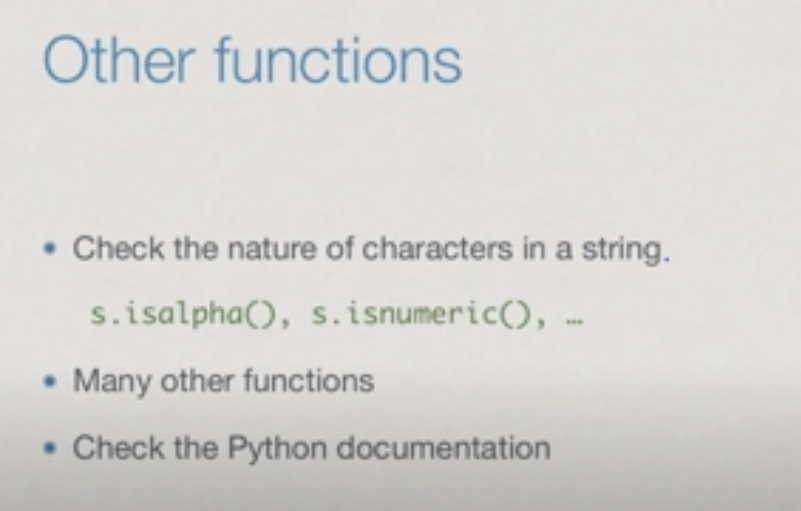 Other functions
• Check the nature of characters in a string.
s.isalpha(), s.isnumeric(), …
• Many other functions
• Check the Python documentation